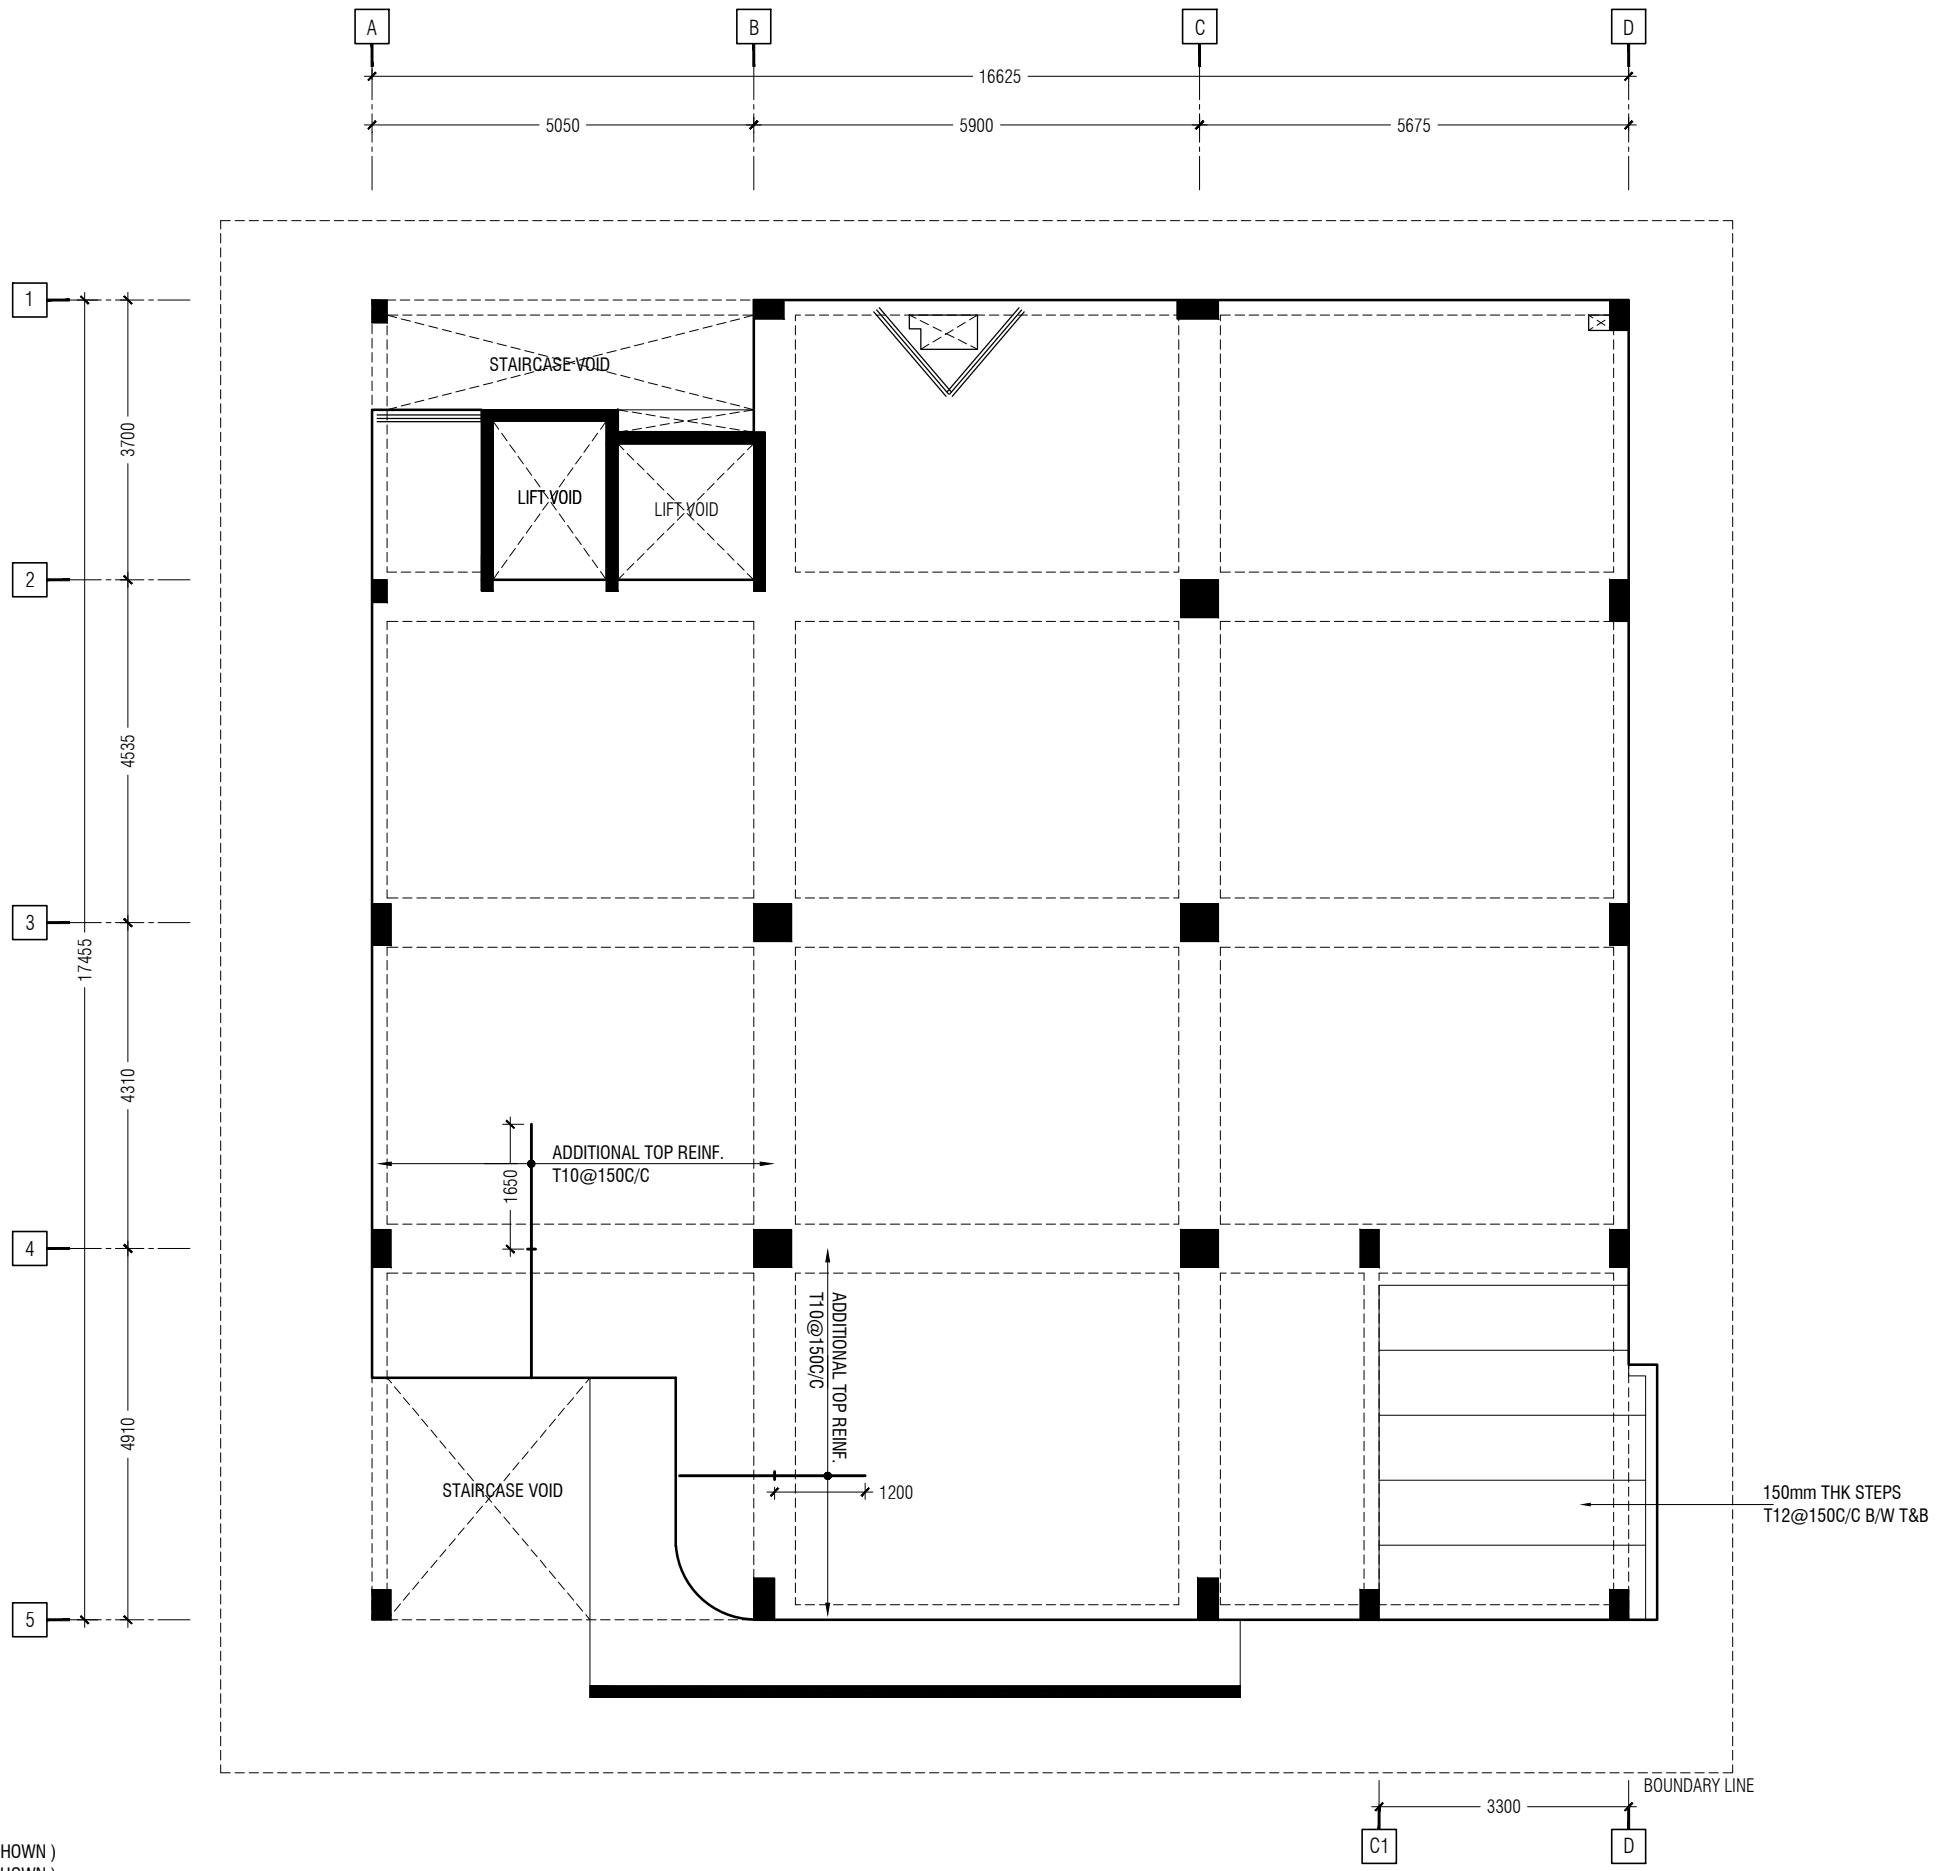 A
B
C
D
16625
5050
5900
5675
1
STAIRCASE VOID
3700
LIFT VOID
LIFT VOID
2
4535
3
17455
4310
ADDITIONAL TOP REINF.
T10@150C/C
1650
4
ADDITIONAL TOP REINF.
T10@150C/C
4910
STAIRCASE VOID
1200
150mm THK STEPS
T12@150C/C B/W T&B
5
BOUNDARY LINE
3300
C1
D
HOWN )